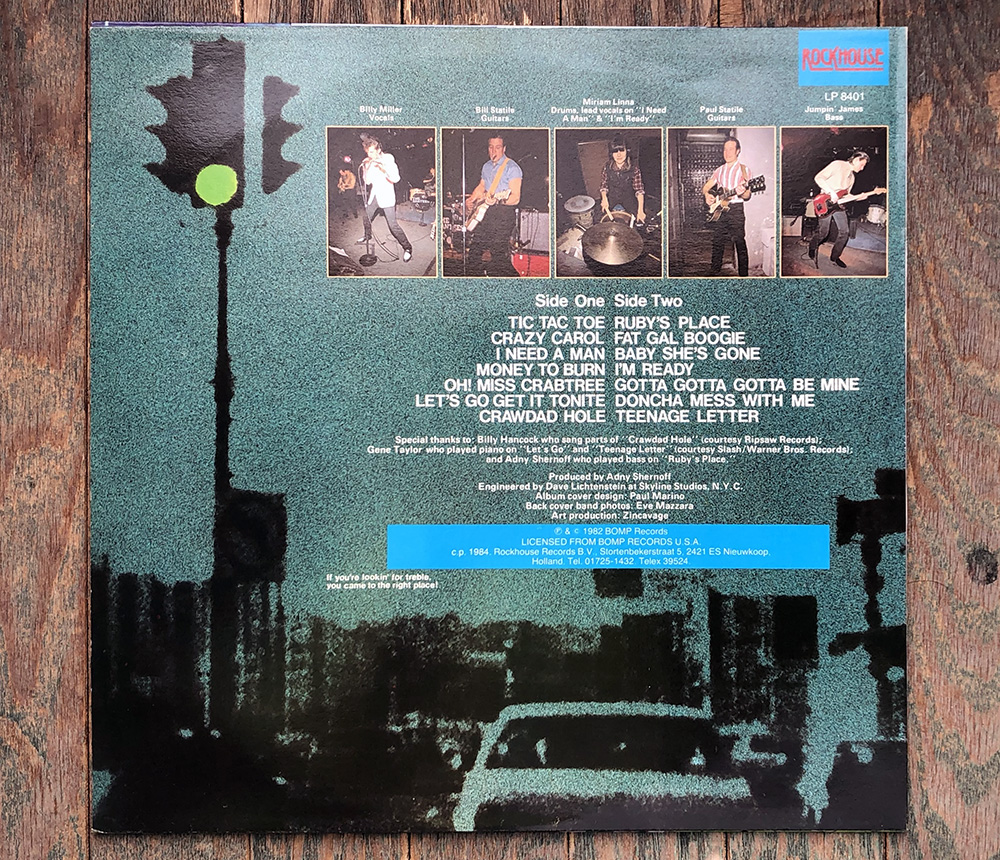 ROCKHOUSE
LP 8401
Billy Miller
Vocals
Bill Statile
Guitars
Miriam Linna
Drums, lead vocals on "I Need
A Man" & "I'm Ready"
Paul Statile
Guitars
Jumpin' James
Bass
Side One Side Two
TIC TAC TOE RUBY'S PLACE
CRAZY CAROL FAT GAL BOOGIE
I NEED A MAN BABY SHE'S GONE
MONEY TO BURN I'M READY
OH! MISS CRABTREE GOTTA GOTTA GOTTA BE MINE
LET'S GO GET IT TONITE DONCHA MESS WITH ME
CRAWDAD HOLE TEENAGE LETTER
Special thanks to: Billy Hancock who sang parts of "Crawdad Hole" (courtesy Ripsaw Records);
Gene Taylor who played piano on "Let's Go" and "Teenage Letter" (courtesy Slash/Warner Bros. Records);
and Adny Shernoff who played bass on "Ruby's Place."
Produced by Adny Shernoff
Engineered by Dave Lichtenstein at Skyline Studios, N.Y.C.
Album cover design: Paul Marino
Back cover band photos: Eve Mazzara
Art production: Zincavage
℗ & © 1982 BOMP Records
LICENSED FROM BOMP RECORDS U.S.A.
c.p. 1984. Rockhouse Records B.V., Slortenbekerstraat 5, 2421 ES Nieuwkoop,
Holland. Tel. 01725-1432. Telex 39524
If you're lookin' for treble,
you came to the right place!